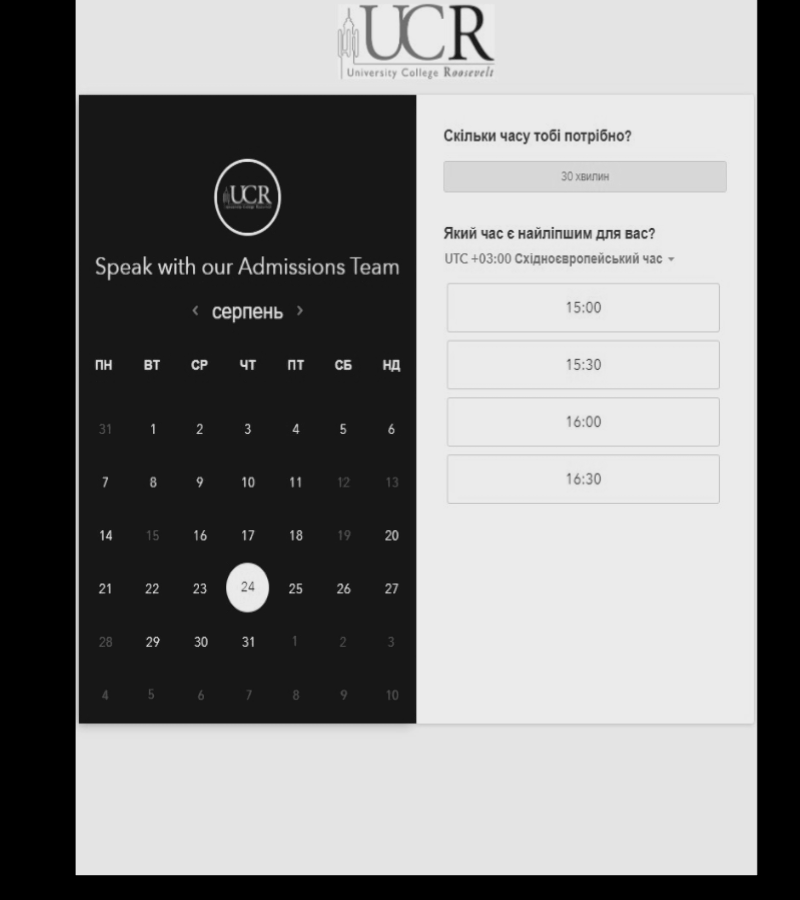 UCR
University College Roosevelt
UCR
Speak with our Admissions Team
серпень
ПН ВТ СР ЧТ ПТ СБ НД
31 1 2 3 4 5 6
7 8 9 10 11 12 13
14 15 16 17 18 19 20
21 22 23 24 25 26 27
28 29 30 31 1 2 3
4 5 6 7 8 9 10
Скільки часу тобі потрібно?
30 хвилин
Який час є найліпшим для вас?
UTC +03:00 Східноєвропейський час
15:00
15:30
16:00
16:30